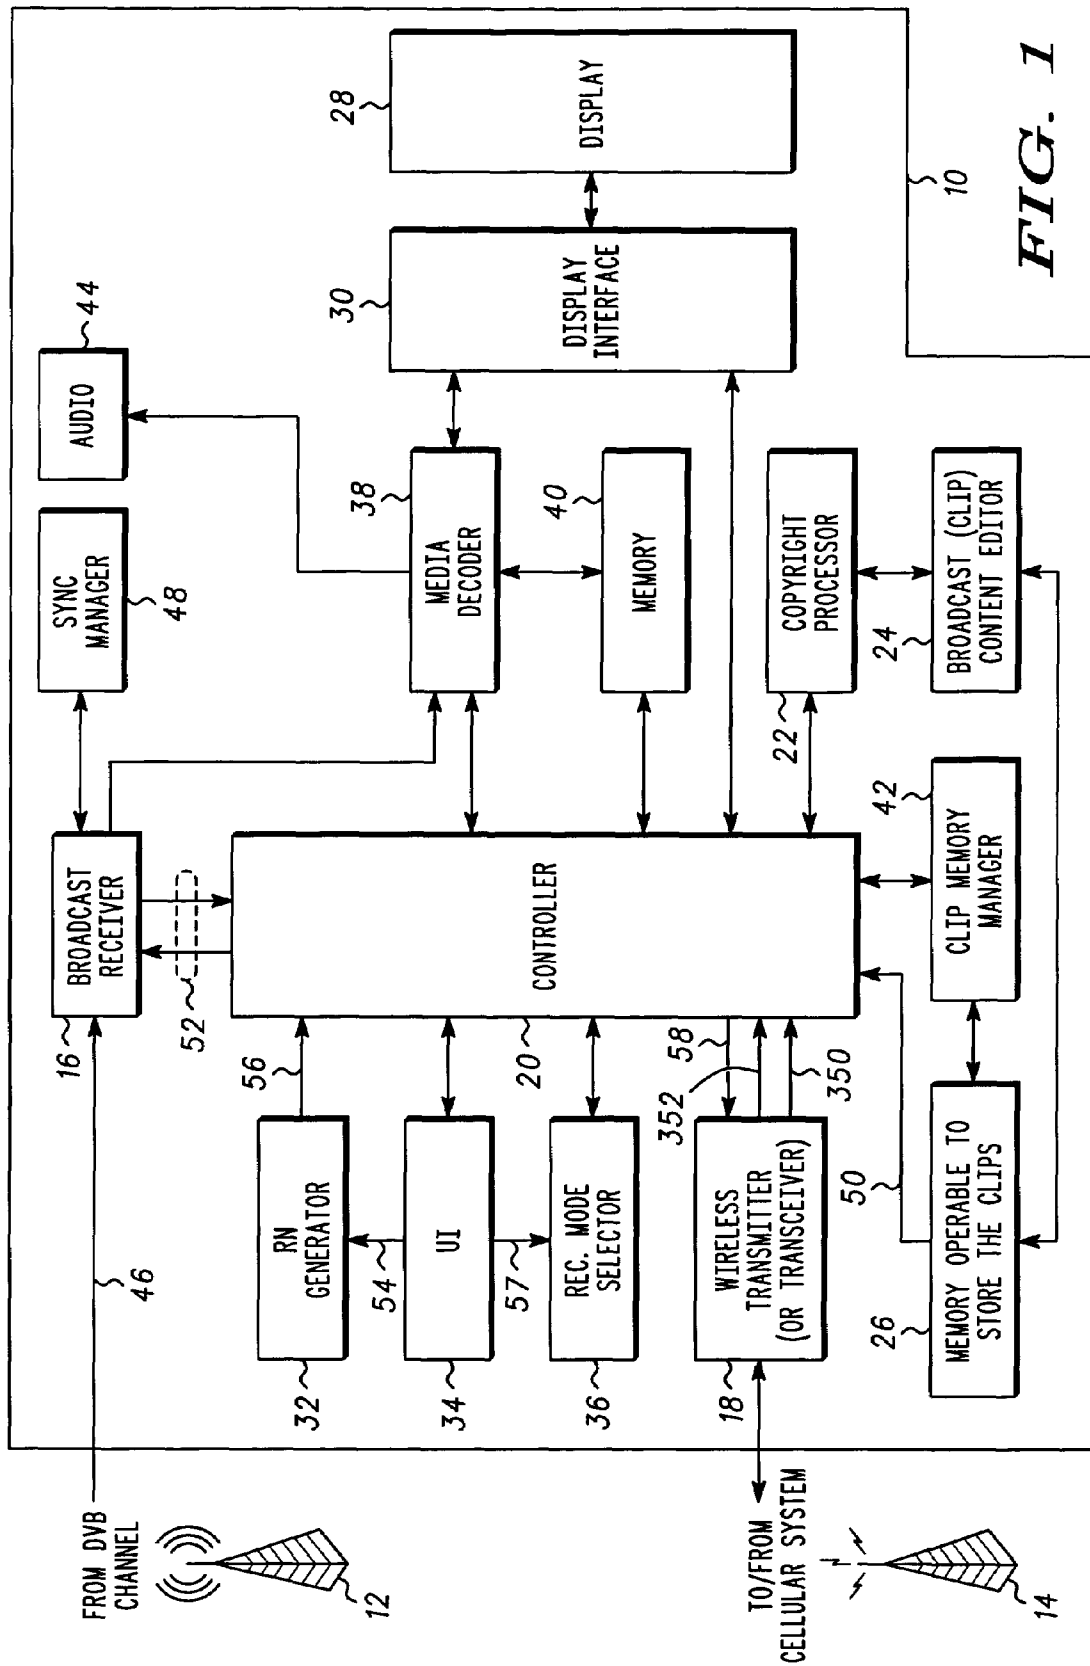 FROM DVB
CHANNEL
12
46
16
BROADCAST
RECEIVER
52
SYNC
MANAGER
48
AUDIO
44
RN
GENERATOR
32
56
54
UI
34
57
REC. MODE
SELECTOR
36
CONTROLLER
20
MEDIA
DECODER
38
MEMORY
40
DISPLAY
INTERFACE
30
DISPLAY
28
TO/FROM
CELLULAR SYSTEM
14
WIRELESS
TRANSMITTER
(OR TRANSCEIVER)
18
58
352
350
COPYRIGHT
PROCESSOR
22
BROADCAST (CLIP)
CONTENT EDITOR
24
CLIP MEMORY
MANAGER
42
MEMORY OPERABLE TO
STORE THE CLIPS
26
50
10
FIG. 1